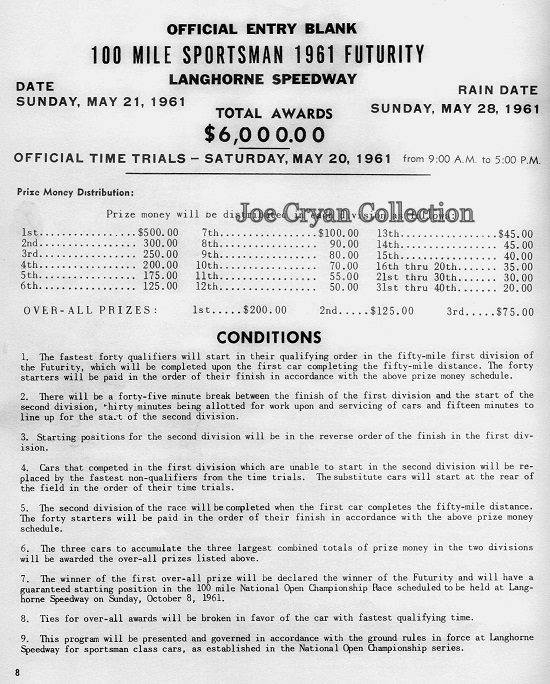 OFFICIAL ENTRY BLANK
100 MILE SPORTSMAN 1961 FUTURITY
LANGHORNE SPEEDWAY
DATE
SUNDAY, MAY 21, 1961
RAIN DATE
SUNDAY, MAY 28, 1961
TOTAL AWARDS
$6,000.00
OFFICIAL TIME TRIALS – SATURDAY, MAY 20, 1961 from 9:00 A.M. to 5:00 P.M.
Prize Money Distribution:
Prize money will be distributed in each division as follows:
Joe Cryan Collection
1st................$500.00 7th................$100.00 13th................$45.00
2nd................ 300.00 8th................ 90.00 14th................ 45.00
3rd................ 250.00 9th................ 80.00 15th................ 40.00
4th................ 200.00 10th................ 70.00 16th thru 20th....... 35.00
5th................ 175.00 11th................ 55.00 21st thru 30th....... 30.00
6th................ 125.00 12th................ 50.00 31st thru 40th....... 20.00
OVER-ALL PRIZES: 1st.....$200.00 2nd.....$125.00 3rd.....$75.00
CONDITIONS
1. The fastest forty qualifiers will start in their qualifying order in the fifty-mile first division of
the Futurity, which will be completed upon the first car completing the fifty-mile distance. The forty
starters will be paid in the order of their finish in accordance with the above prize money schedule.
2. There will be a forty-five minute break between the finish of the first division and the start of the
second division, thirty minutes being allotted for work upon and servicing of cars and fifteen minutes to
line up for the start of the second division.
3. Starting positions for the second division will be in the reverse order of the finish in the first div-
ision.
4. Cars that competed in the first division which are unable to start in the second division will be re-
placed by the fastest non-qualifiers from the time trials. The substitute cars will start at the rear of
the field in the order of their time trials.
5. The second division of the race will be completed when the first car completes the fifty-mile distance.
The forty starters will be paid in the order of their finish in accordance with the above prize money
schedule.
6. The three cars to accumulate the three largest combined totals of prize money in the two divisions
will be awarded the over-all prizes listed above.
7. The winner of the first over-all prize will be declared the winner of the Futurity and will have a
guaranteed starting position in the 100 mile National Open Championship Race scheduled to be held at Lang-
horne Speedway on Sunday, October 8, 1961.
8. Ties for over-all awards will be broken in favor of the car with fastest qualifying time.
9. This program will be presented and governed in accordance with the ground rules in force at Langhorne
Speedway for sportsman class cars, as established in the National Open Championship series.
8